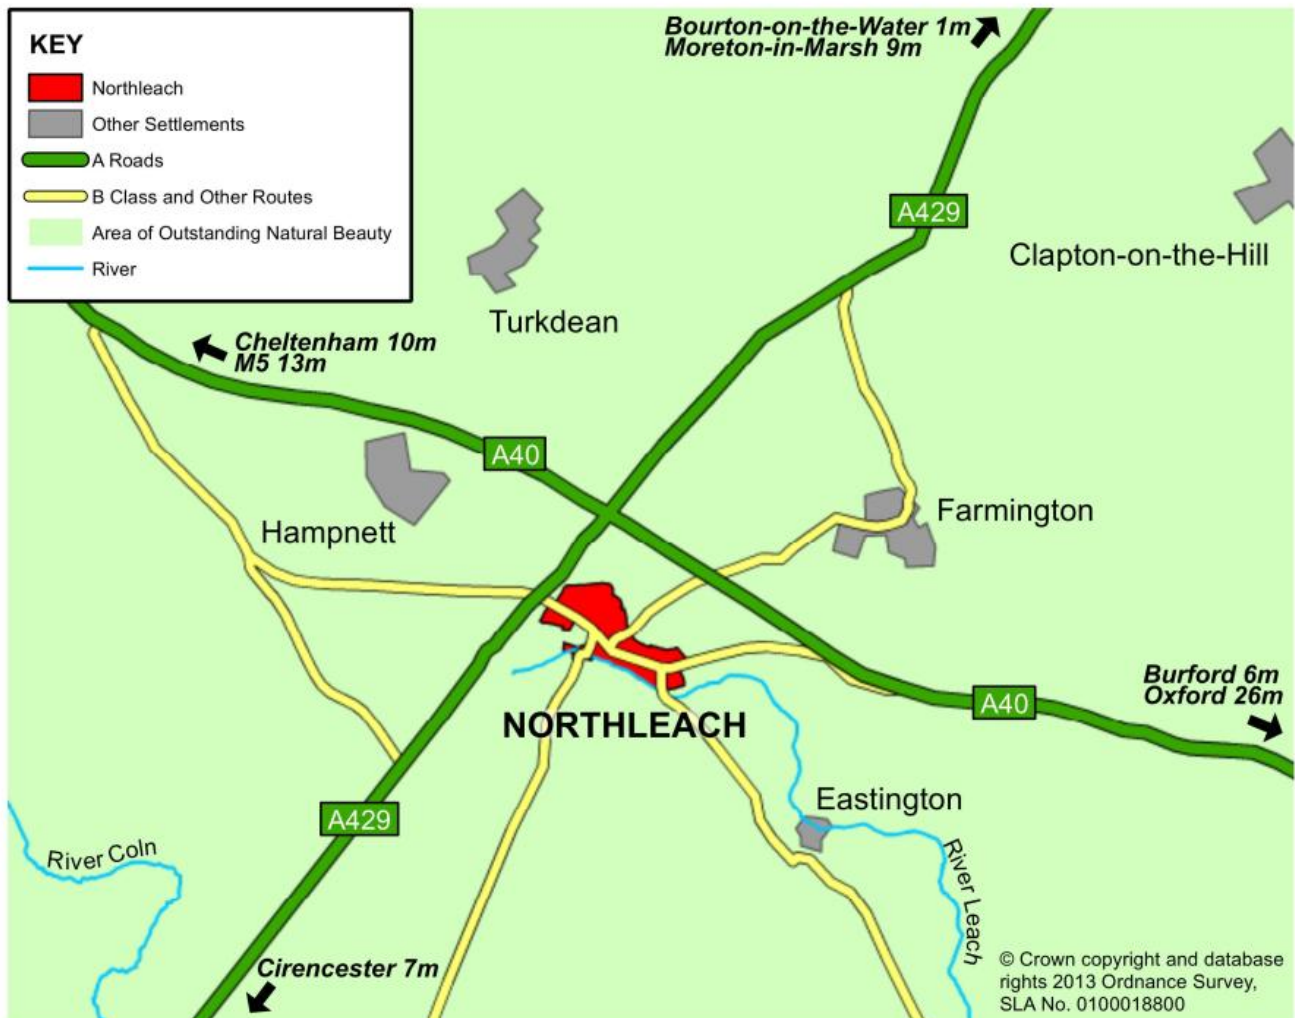 KEY
Northleach
Other Settlements
A Roads
B Class and Other Routes
Area of Outstanding Natural Beauty
River
Bourton-on-the-Water 1m
Moreton-in-Marsh 9m
A429
Clapton-on-the-Hill
Turkdean
Cheltenham 10m
M5 13m
A40
Hampnett
Farmington
Burford 6m
Oxford 26m
A40
NORTHLEACH
Eastington
A429
River Coln
River Leach
Cirencester 7m
© Crown copyright and database
rights 2013 Ordnance Survey,
SLA No. 0100018800